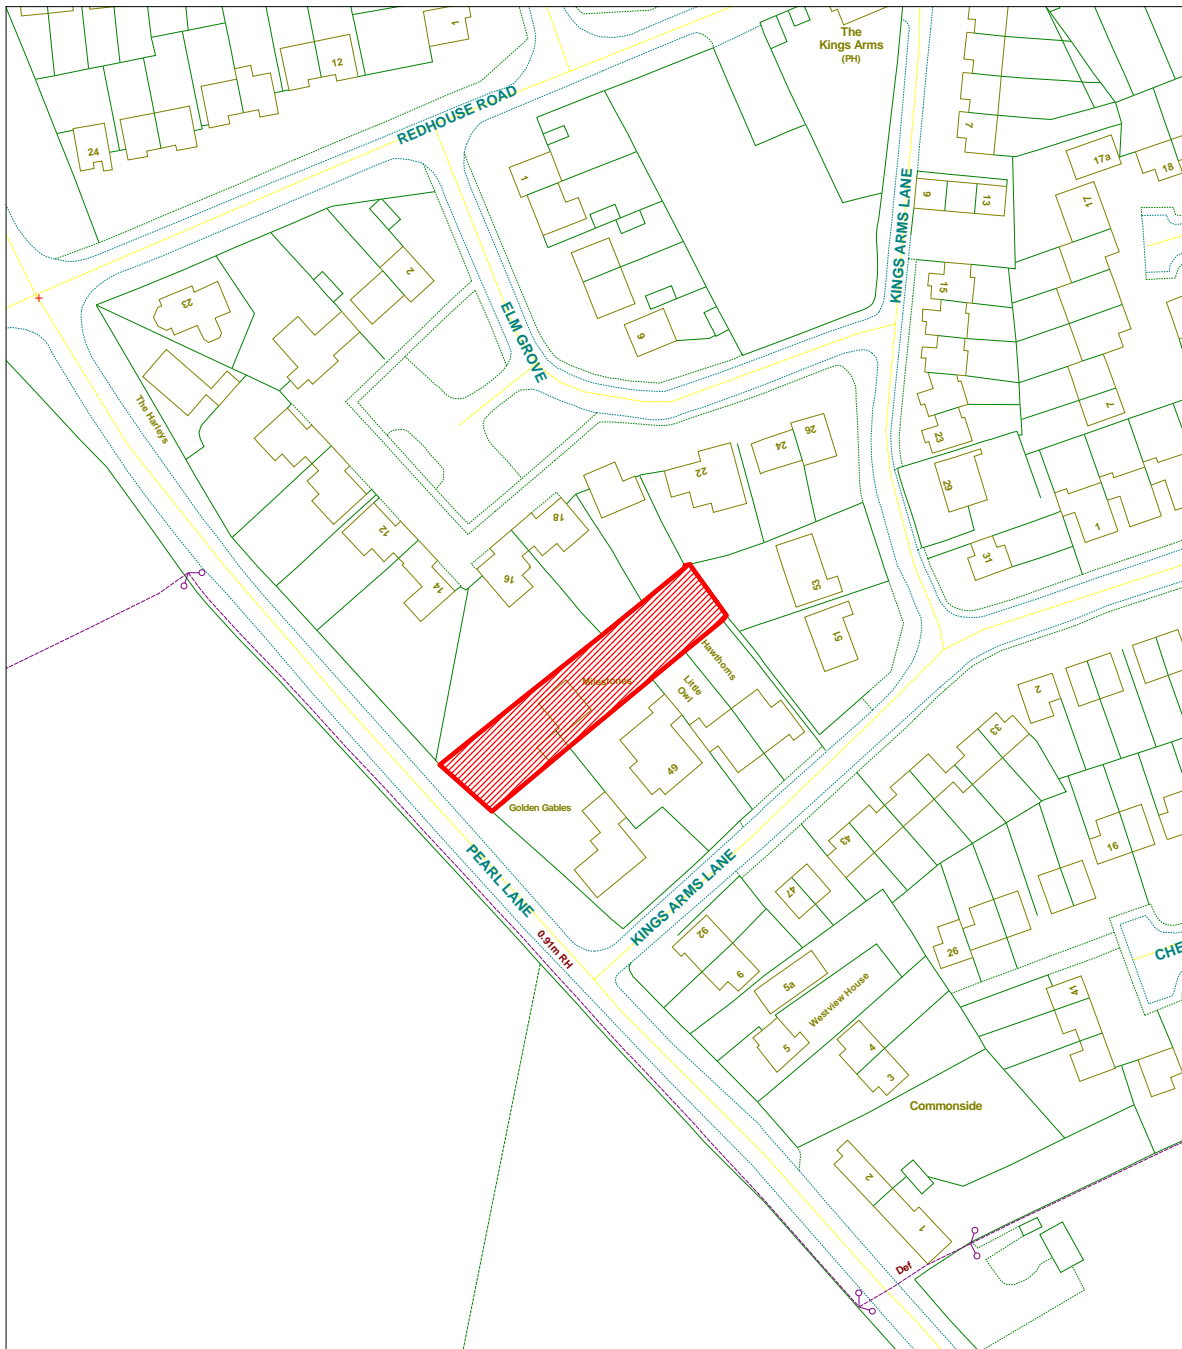 1
12
The
Kings Arms
(PH)
REDHOUSE ROAD
24
7
17a
18
1
KINGS ARMS LANE
9
13
17
2
23
15
ELM GROVE
6
The Harleys
7
23
26
24
22
29
18
12
1
31
16
14
53
51
Hawthorns
Milestones
Little
Owl
2
33
49
Golden Gables
43
16
PEARL LANE
KINGS ARMS LANE
47
0.91m RH
92
6
26
CHE
5a
Westview House
41
5
4
3
Commonside
2
1
Def